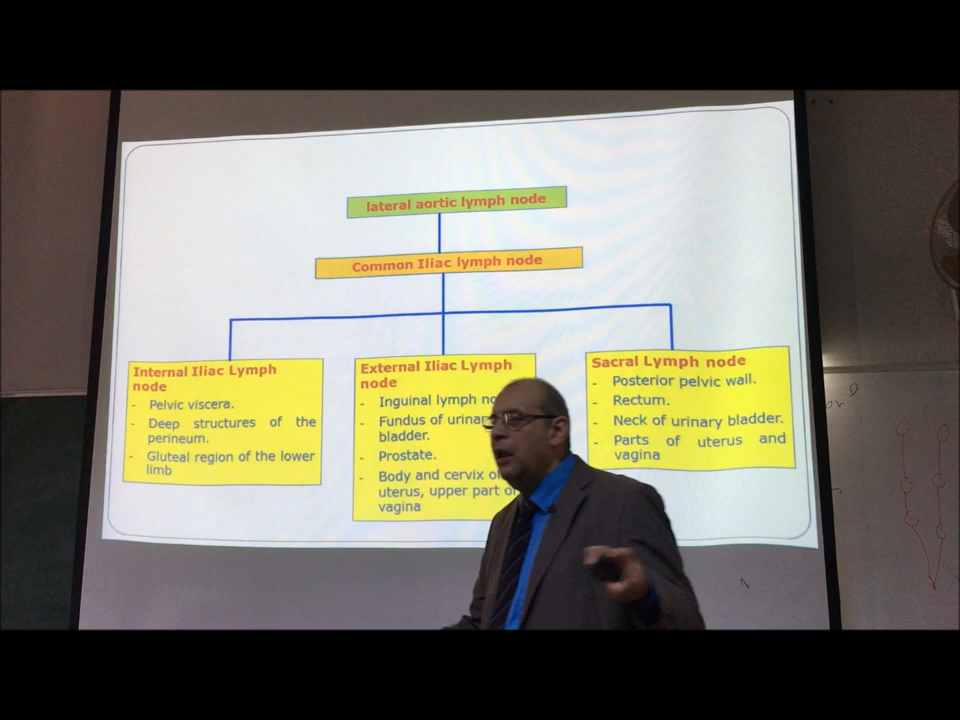 lateral aortic lymph node
Common Iliac lymph node
Internal Iliac Lymph
node
- Pelvic viscera.
- Deep structures of the
perineum.
- Gluteal region of the lower
limb
External Iliac Lymph
node
- Inguinal lymph
- Fundus of
bladder.
- Prostate.
- Body and cervix
uterus, upper part
vagina
Sacral Lymph node
- Posterior pelvic wall.
- Rectum.
- Neck of urinary bladder.
- Parts of uterus and
vagina